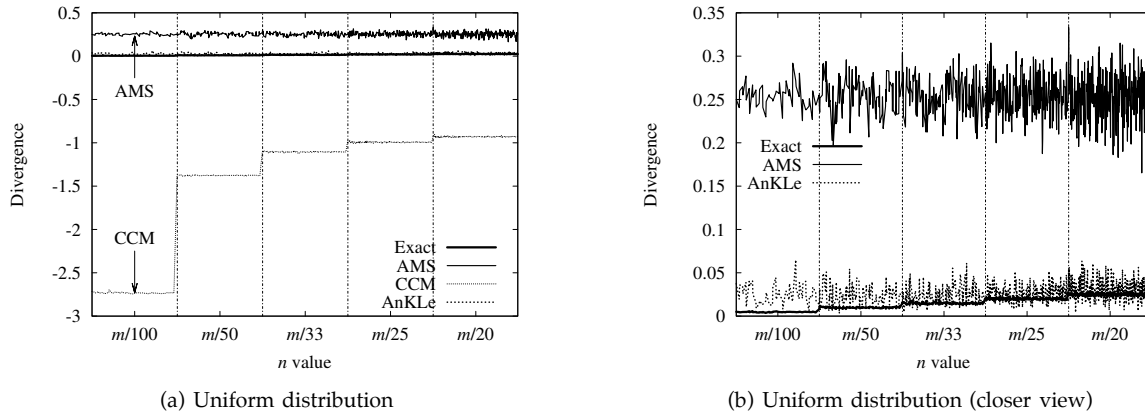 0.5
0
-0.5
-1
-1.5
-2
-2.5
-3
Divergence
AMS
CCM
Exact
AMS
CCM
AnKLe
m/100 m/50 m/33 m/25 m/20
n value
(a) Uniform distribution
0.35
0.3
0.25
0.2
0.15
0.1
0.05
0
Divergence
Exact
AMS
AnKLe
m/100 m/50 m/33 m/25 m/20
n value
(b) Uniform distribution (closer view)